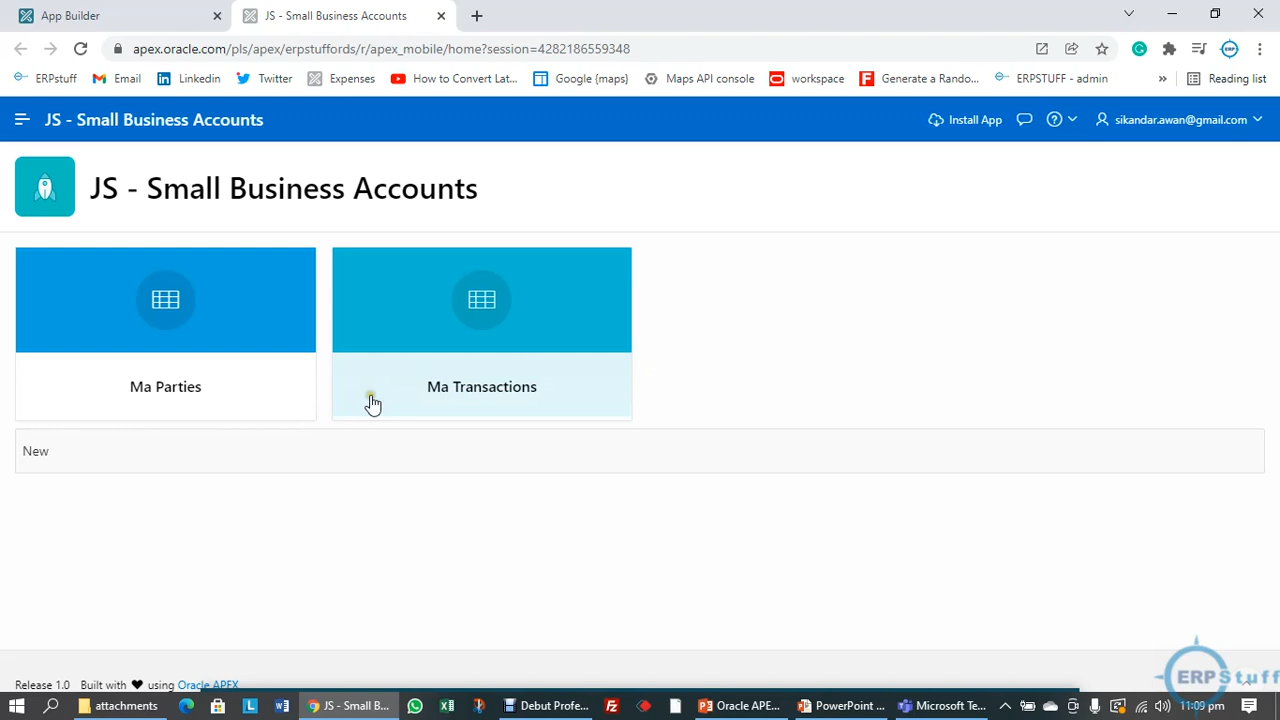 App Builder
JS - Small Business Accounts
apex.oracle.com/pls/apex/erpstuffords/r/apex_mobile/home?session=4282186559348
ERPstuff
Email
Linkedin
Twitter
Expenses
How to Convert Lat...
Google {maps}
Maps API console
workspace
Generate a Rando...
ERPSTUFF - admin
»
Reading list
JS - Small Business Accounts
Install App
sikandar.awan@gmail.com
JS - Small Business Accounts
Ma Parties
Ma Transactions
New
Release 1.0 Built with ❤ using Oracle APEX
ERPStuff
attachments
JS - Small B...
Debut Profe...
Oracle APE...
PowerPoint ...
Microsoft Te...
11:09 pm